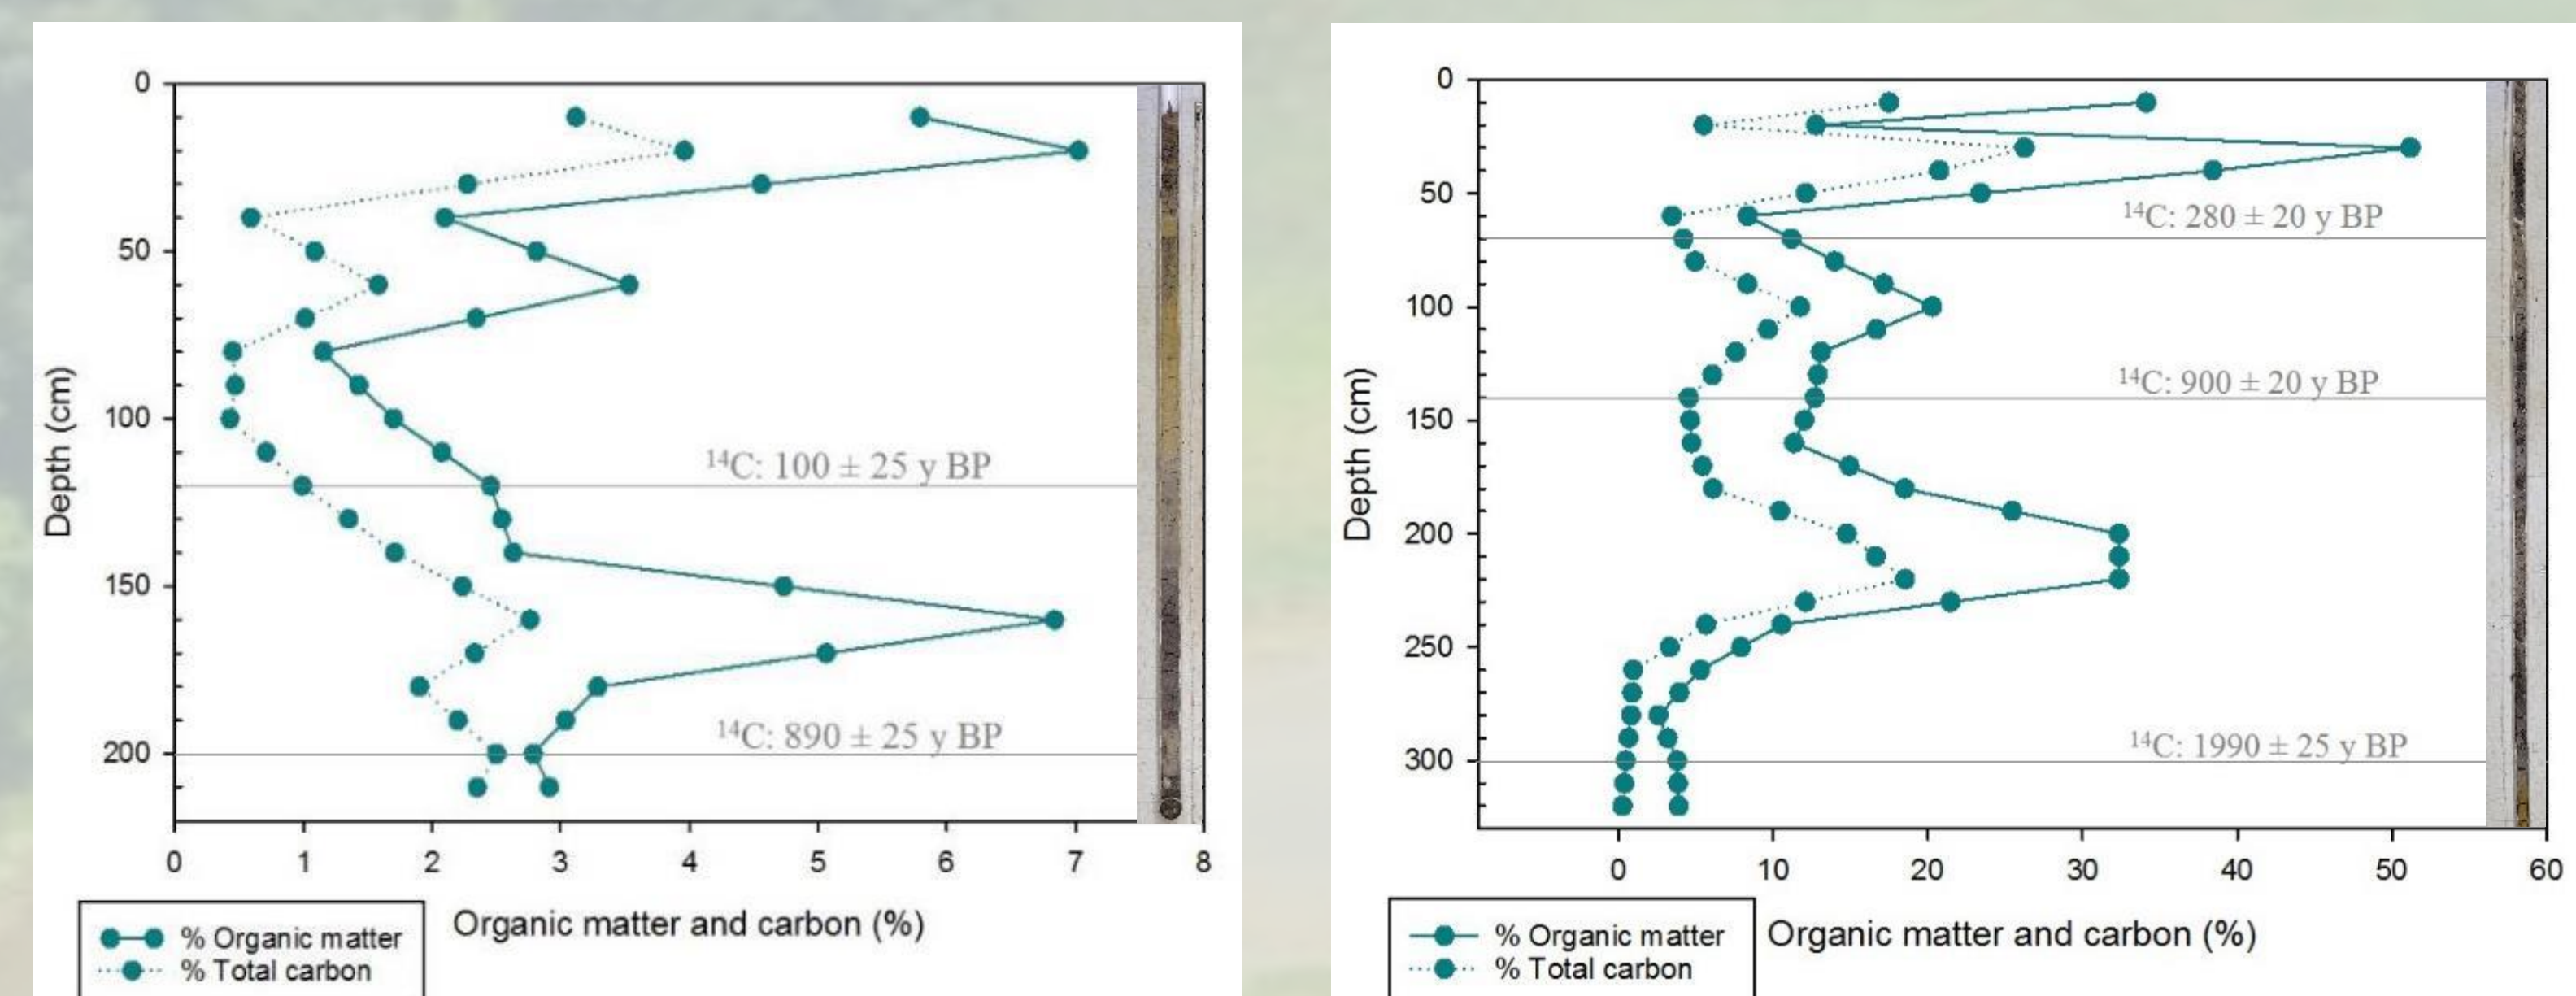 0
50
100
150
200
Depth (cm)
¹⁴C: 100 ± 25 y BP
¹⁴C: 890 ± 25 y BP
0 1 2 3 4 5 6 7 8
Organic matter and carbon (%)
% Organic matter
% Total carbon
0
50
100
150
200
250
300
Depth (cm)
¹⁴C: 280 ± 20 y BP
¹⁴C: 900 ± 20 y BP
¹⁴C: 1990 ± 25 y BP
0 10 20 30 40 50 60
Organic matter and carbon (%)
% Organic matter
% Total carbon